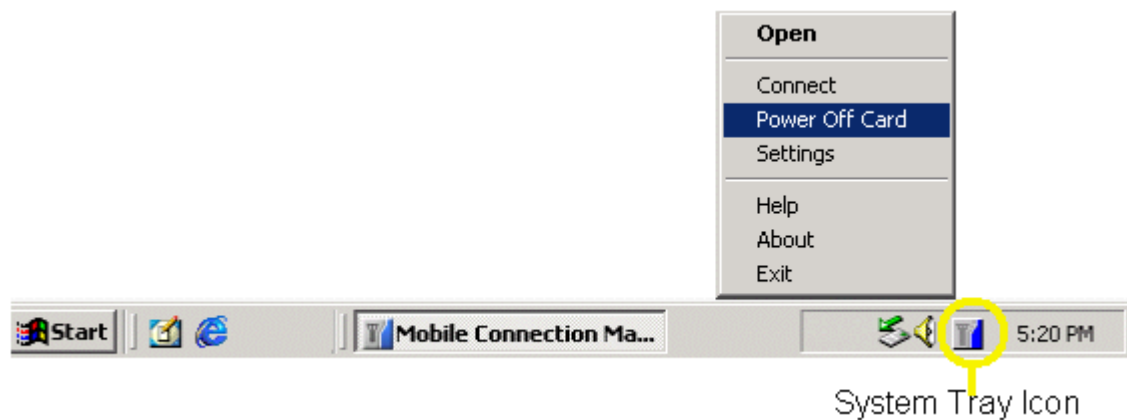 Open
Connect
Power Off Card
Settings
Help
About
Exit
Start
Mobile Connection Ma...
5:20 PM
System Tray Icon